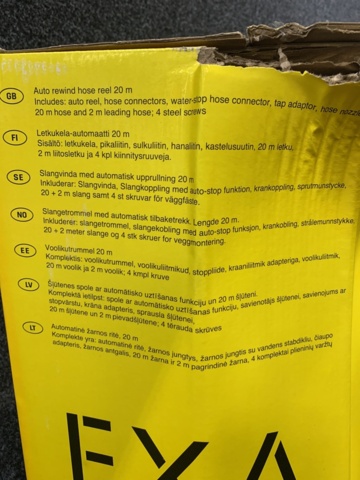 GB Auto rewind hose reel 20 m
Includes: auto reel, hose connectors, water-stop hose connector, tap adaptor, hose nozzle,
20 m hose and 2 m leading hose; 4 steel screws
FI Letkukela-automaatti 20 m
Sisältö: letkukela, pikaliitin, sulkuliitin, hanaliitin, kastelusuutin, 20 m letku,
2 m liitosletku ja 4 kpl kiinnitysruuveja.
SE Slangvinda med automatisk upprullning 20 m
Inkluderar: Slangvinda, Slangkoppling med auto-stop funktion, krankoppling, sprutmunstycke,
20 + 2 m slang samt 4 st skruvar för väggfäste.
NO Slangetrommel med automatisk tilbaketrekk. Lengde 20 m.
Inkluderer: slangetrommel, slangekobling med auto-stop funksjon, krankobling, strålemunnstykke,
20 + 2 meter slange og 4 stk skruer for veggmontering.
EE Voolikutrummel 20 m
Komplektis: voolikutrummel, voolikuliitmikud, stoppliide, kraaniliitmik adapteriga, voolikuliitmik,
20 m voolik ja 2 m voolik; 4 kmpl kruve
LV Šļūtenes spole ar automātisko uztīšanas funkciju un 20 m šļūteni.
Komplektā ietilpst: spole ar automātisko uztīšanas funkciju, savienotājs šļūtenei, savienojums ar
stopvārstu, krāna adapteris, sprausla šļūtenei,
20 m šļūtene un 2 m pievadšļūtene; 4 tērauda skrūves
LT Automatinė žarnos ritė, 20 m
Komplekte yra: automatinė ritė, žarnos jungtys, žarnos jungtis su vandens stabdikliu, čiaupo
adapteris, žarnos antgalis, 20 m žarna ir 2 m pagrindinė žarna, 4 komplektai plieninių varžtų
EXA